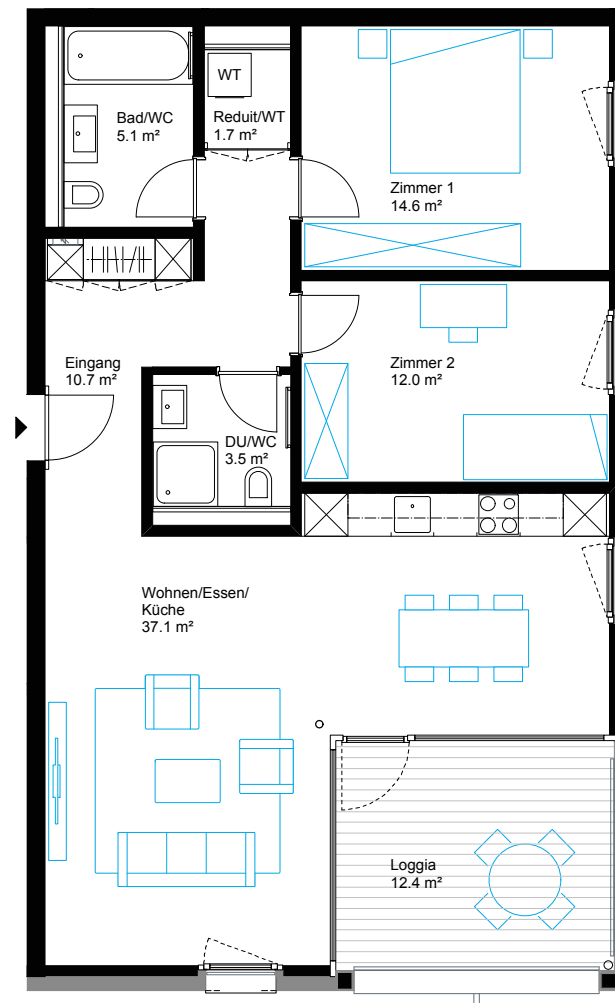 WT
Bad/WC
5.1 m²
Reduit/WT
1.7 m²
Zimmer 1
14.6 m²
Eingang
10.7 m²
Zimmer 2
12.0 m²
DU/WC
3.5 m²
Wohnen/Essen/
Küche
37.1 m²
Loggia
12.4 m²